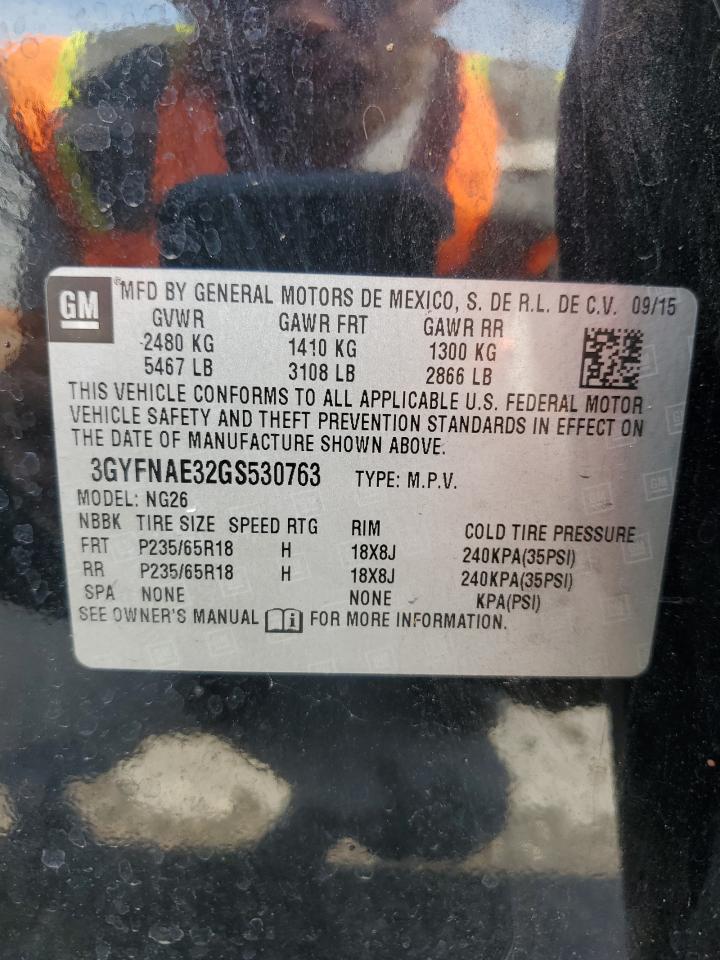 GM
®MFD BY GENERAL MOTORS DE MEXICO, S. DE R.L. DE C.V. 09/15
GVWR GAWR FRT GAWR RR
2480 KG 1410 KG 1300 KG
5467 LB 3108 LB 2866 LB
THIS VEHICLE CONFORMS TO ALL APPLICABLE U.S. FEDERAL MOTOR
VEHICLE SAFETY AND THEFT PREVENTION STANDARDS IN EFFECT ON
THE DATE OF MANUFACTURE SHOWN ABOVE.
3GYFNAE32GS530763 TYPE: M.P.V.
MODEL: NG26
NBBK TIRE SIZE SPEED RTG RIM COLD TIRE PRESSURE
FRT P235/65R18 H 18X8J 240KPA(35PSI)
RR P235/65R18 H 18X8J 240KPA(35PSI)
SPA NONE NONE KPA(PSI)
SEE OWNER'S MANUAL i FOR MORE INFORMATION.